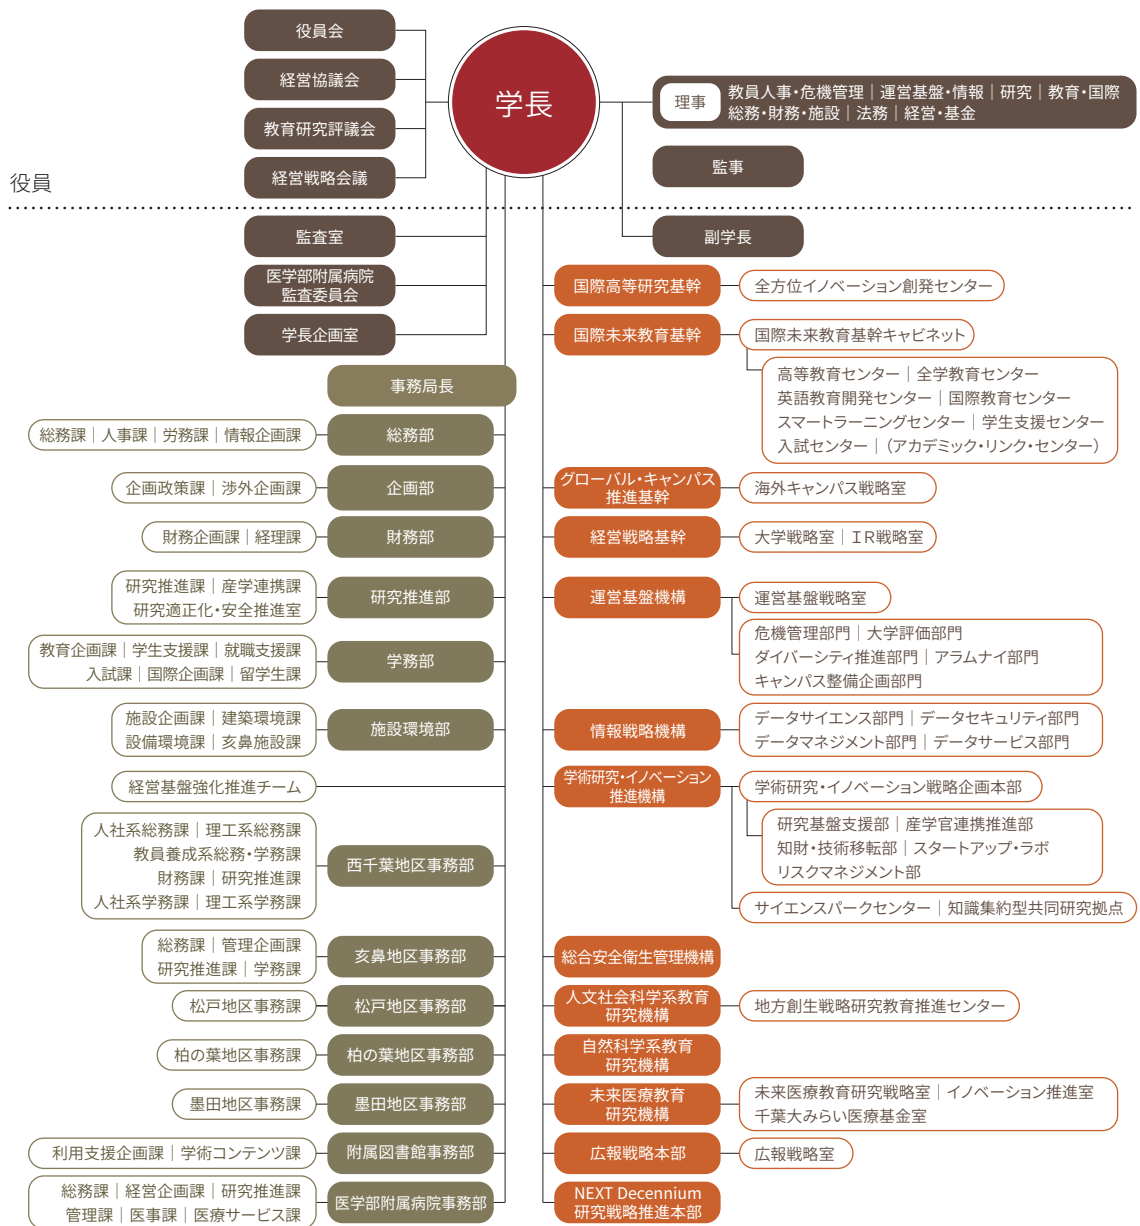 役員会
経営協議会
教育研究評議会
経営戦略会議
学長
理事
教員人事・危機管理｜運営基盤・情報｜研究｜教育・国際
総務・財務・施設｜法務｜経営・基金
監事
役員
監査室
医学部附属病院
監査委員会
学長企画室
副学長
事務局長
総務課｜人事課｜労務課｜情報企画課
総務部
企画政策課｜渉外企画課
企画部
財務企画課｜経理課
財務部
研究推進課｜産学連携課
研究適正化・安全推進室
研究推進部
教育企画課｜学生支援課｜就職支援課
入試課｜国際企画課｜留学生課
学務部
施設企画課｜建築環境課
設備環境課｜亥鼻施設課
施設環境部
経営基盤強化推進チーム
人社系総務課｜理工系総務課
教員養成系総務・学務課
財務課｜研究推進課
人社系学務課｜理工系学務課
西千葉地区事務部
総務課｜管理企画課
研究推進課｜学務課
亥鼻地区事務部
松戸地区事務課
松戸地区事務部
柏の葉地区事務課
柏の葉地区事務部
墨田地区事務課
墨田地区事務部
利用支援企画課｜学術コンテンツ課
附属図書館事務部
総務課｜経営企画課｜研究推進課
管理課｜医事課｜医療サービス課
医学部附属病院事務部
国際高等研究基幹
全方位イノベーション創発センター
国際未来教育基幹
国際未来教育基幹キャビネット
高等教育センター｜全学教育センター
英語教育開発センター｜国際教育センター
スマートラーニングセンター｜学生支援センター
入試センター｜（アカデミック・リンク・センター）
グローバル・キャンパス
推進基幹
海外キャンパス戦略室
経営戦略基幹
大学戦略室｜ＩＲ戦略室
運営基盤機構
運営基盤戦略室
危機管理部門｜大学評価部門
ダイバーシティ推進部門｜アラムナイ部門
キャンパス整備企画部門
情報戦略機構
データサイエンス部門｜データセキュリティ部門
データマネジメント部門｜データサービス部門
学術研究・イノベーション
推進機構
学術研究・イノベーション戦略企画本部
研究基盤支援部｜産学官連携推進部
知財・技術移転部｜スタートアップ・ラボ
リスクマネジメント部
サイエンスパークセンター｜知識集約型共同研究拠点
総合安全衛生管理機構
人文社会科学系教育
研究機構
地方創生戦略研究教育推進センター
自然科学系教育
研究機構
未来医療教育
研究機構
未来医療教育研究戦略室｜イノベーション推進室
千葉大みらい医療基金室
広報戦略本部
広報戦略室
NEXT Decennium
研究戦略推進本部